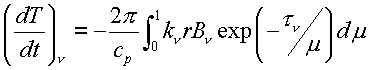 (dT/dt)_ν = −(2π/c_p) ∫_0^1 k_ν r B_ν exp(−τ_ν/μ) dμ